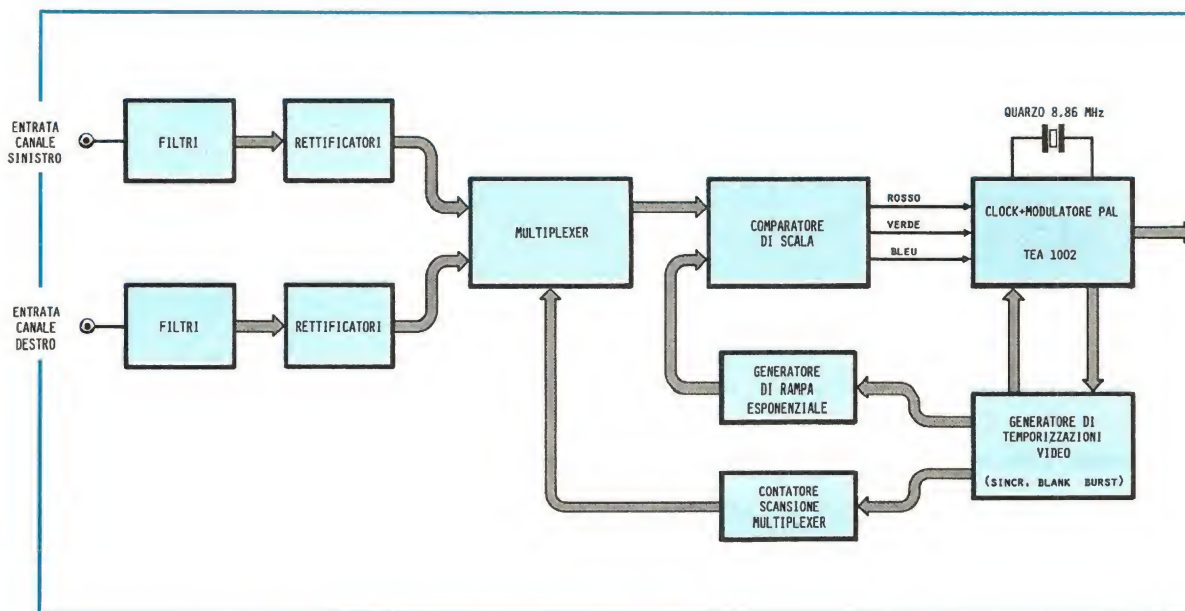 QUARZO 8,86 MHz
ENTRATA
CANALE
SINISTRO
FILTRI
RETTIFICATORI
MULTIPLEXER
COMPARATORE
DI SCALA
ROSSO
VERDE
BLEU
CLOCK+MODULATORE PAL
TEA 1002
ENTRATA
CANALE
DESTRO
FILTRI
RETTIFICATORI
GENERATORE
DI RAMPA
ESPONENZIALE
GENERATORE DI
TEMPORIZZAZIONI
VIDEO
(SINCR. BLANK BURST)
CONTATORE
SCANSIONE
MULTIPLEXER